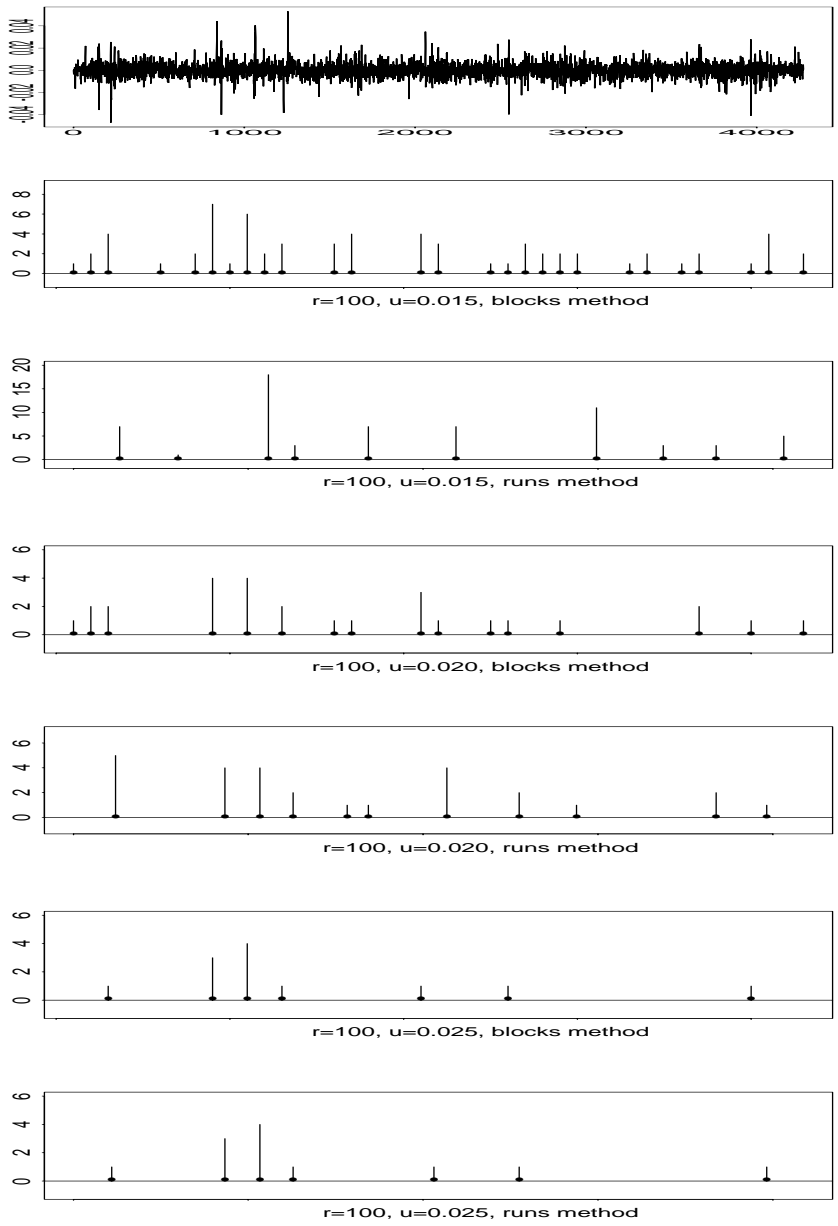 -0.04 -0.02 0.0 0.02 0.04
0 1000 2000 3000 4000
0 2 4 6 8
r=100, u=0.015, blocks method
0 5 10 15 20
r=100, u=0.015, runs method
0 2 4 6
r=100, u=0.020, blocks method
0 2 4 6
r=100, u=0.020, runs method
0 2 4 6
r=100, u=0.025, blocks method
0 2 4 6
r=100, u=0.025, runs method